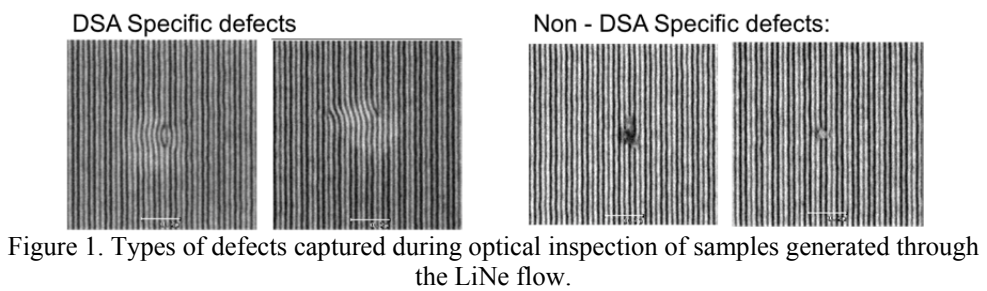 DSA Specific defects
Non - DSA Specific defects:
Figure 1. Types of defects captured during optical inspection of samples generated through
the LiNe flow.